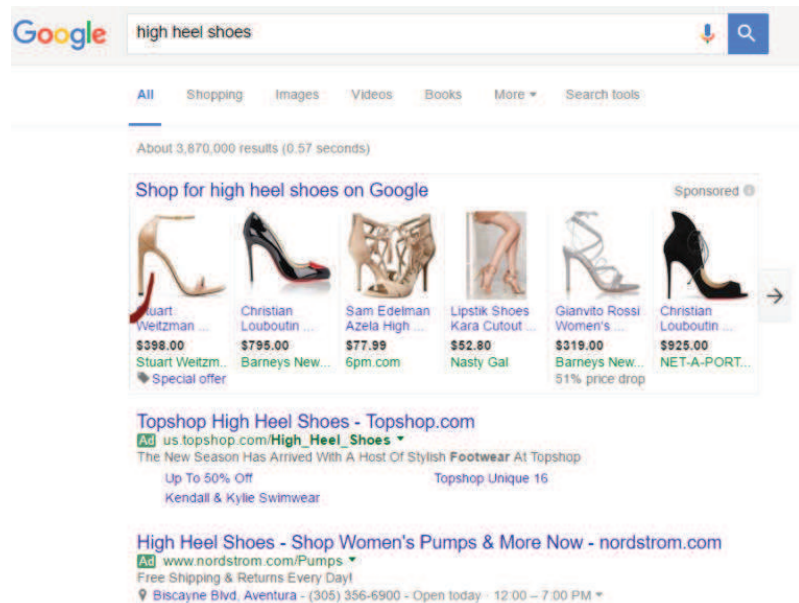 Google
high heel shoes
All Shopping Images Videos Books More Search tools
About 3,870,000 results (0.57 seconds)
Shop for high heel shoes on Google Sponsored
Weitzman ...
$398.00
Stuart Weitzm...
Special offer
Christian
Louboutin ...
$795.00
Barneys New...
Sam Edelman
Azela High ...
$77.99
6pm.com
Lipstik Shoes
Kara Cutout ...
$52.80
Nasty Gal
Gianvito Rossi
Women's ...
$319.00
Barneys New...
51% price drop
Christian
Louboutin ...
$925.00
NET-A-PORT...
Topshop High Heel Shoes - Topshop.com
Ad us.topshop.com/High_Heel_Shoes
The New Season Has Arrived With A Host Of Stylish Footwear At Topshop
Up To 50% Off Topshop Unique 16
Kendall & Kylie Swimwear
High Heel Shoes - Shop Women's Pumps & More Now - nordstrom.com
Ad www.nordstrom.com/Pumps
Free Shipping & Returns Every Day!
Biscayne Blvd, Aventura - (305) 356-6900 - Open today · 12:00 – 7:00 PM